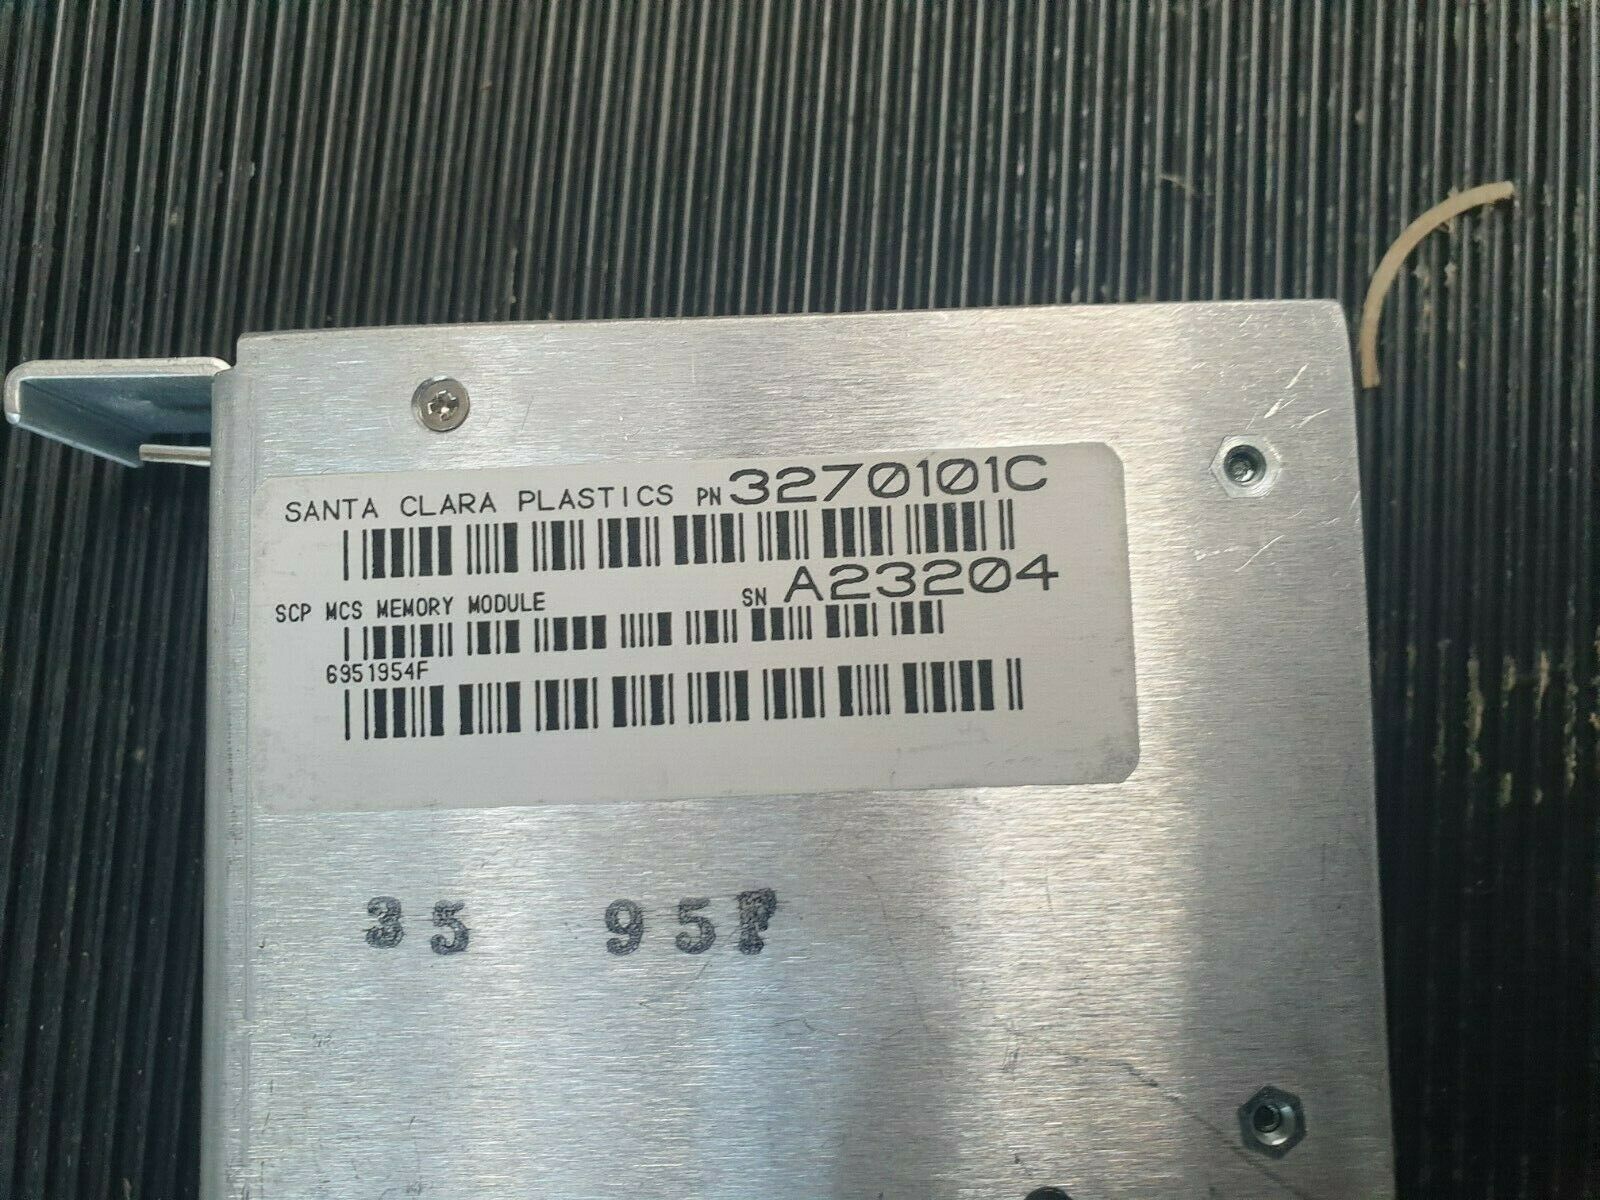 SANTA CLARA PLASTICS PN 3270101C
SCP MCS MEMORY MODULE SN A23204
6951954F
35 95F